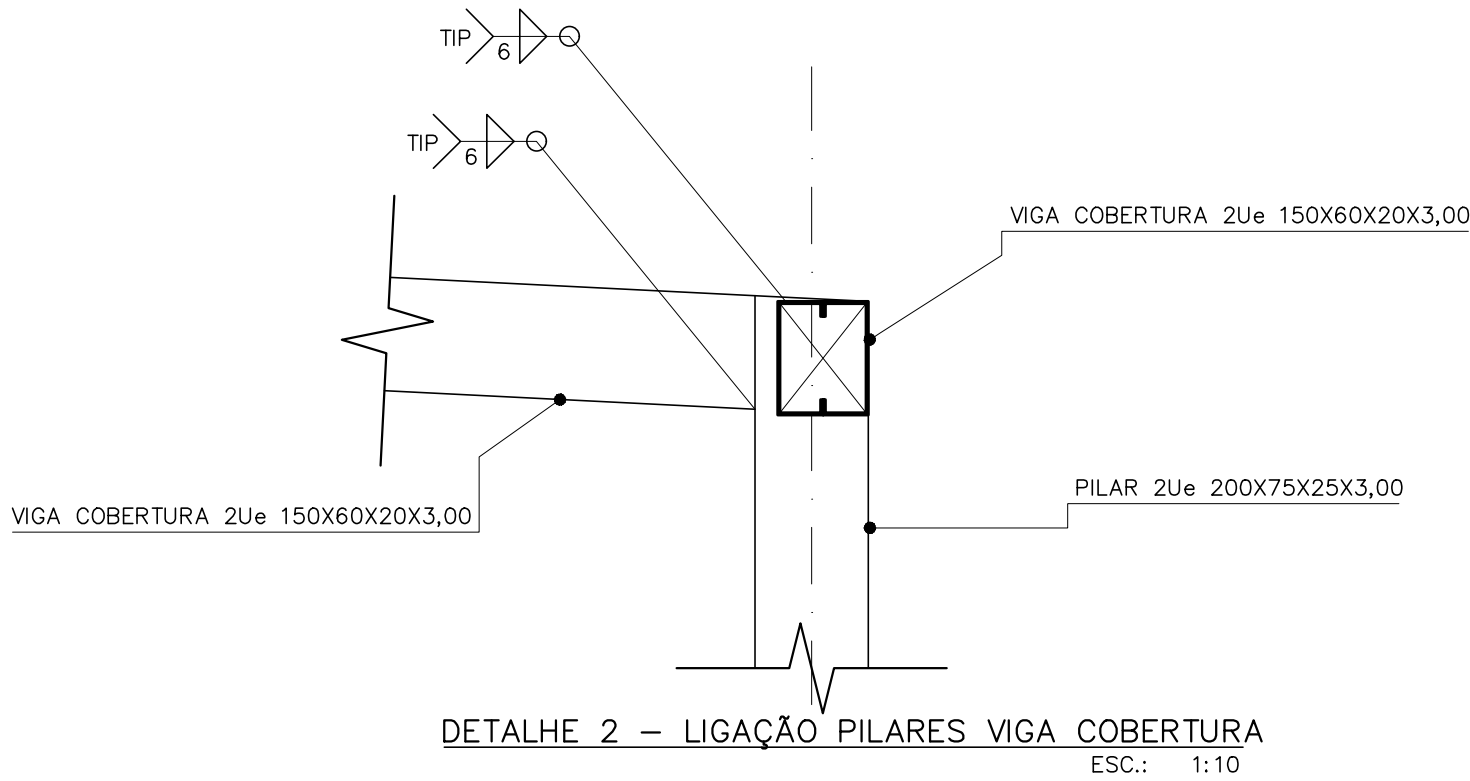 TIP 6
TIP 6
VIGA COBERTURA 2Ue 150X60X20X3,00
PILAR 2Ue 200X75X25X3,00
VIGA COBERTURA 2Ue 150X60X20X3,00
DETALHE 2 – LIGAÇÃO PILARES VIGA COBERTURA
ESC.: 1:10